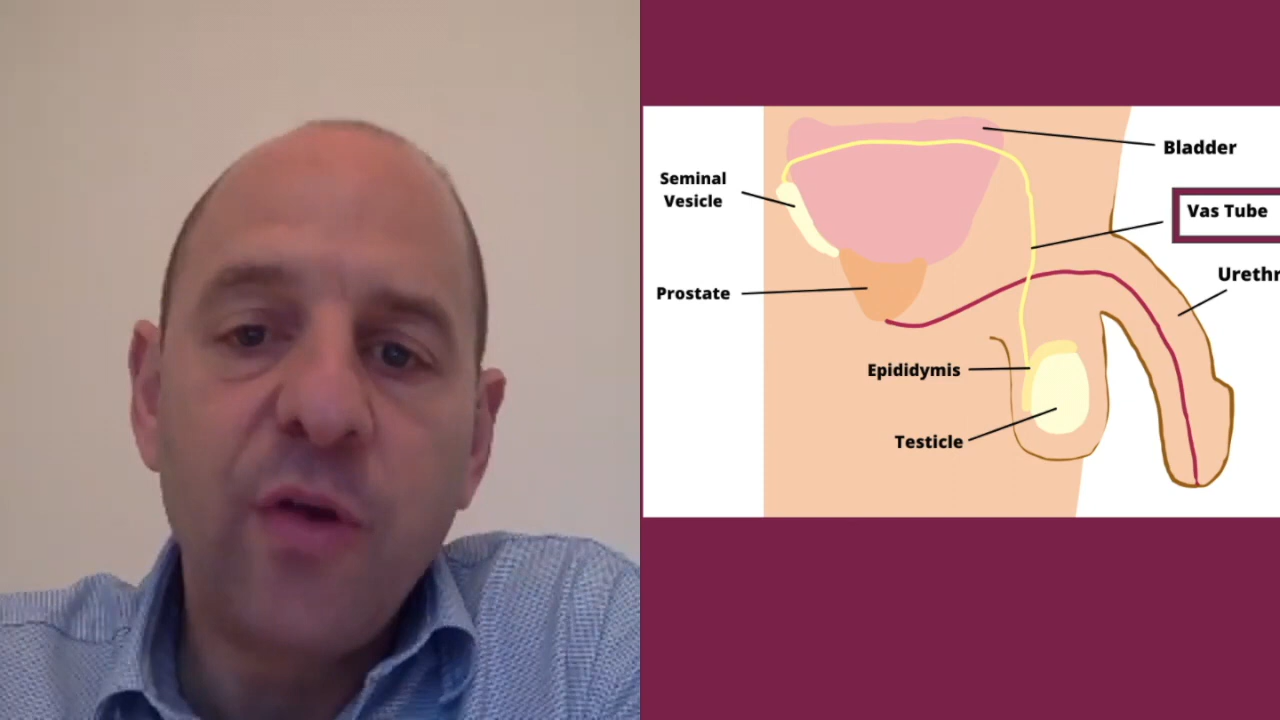 Bladder
Seminal
Vesicle
Vas Tube
Urethr
Prostate
Epididymis
Testicle